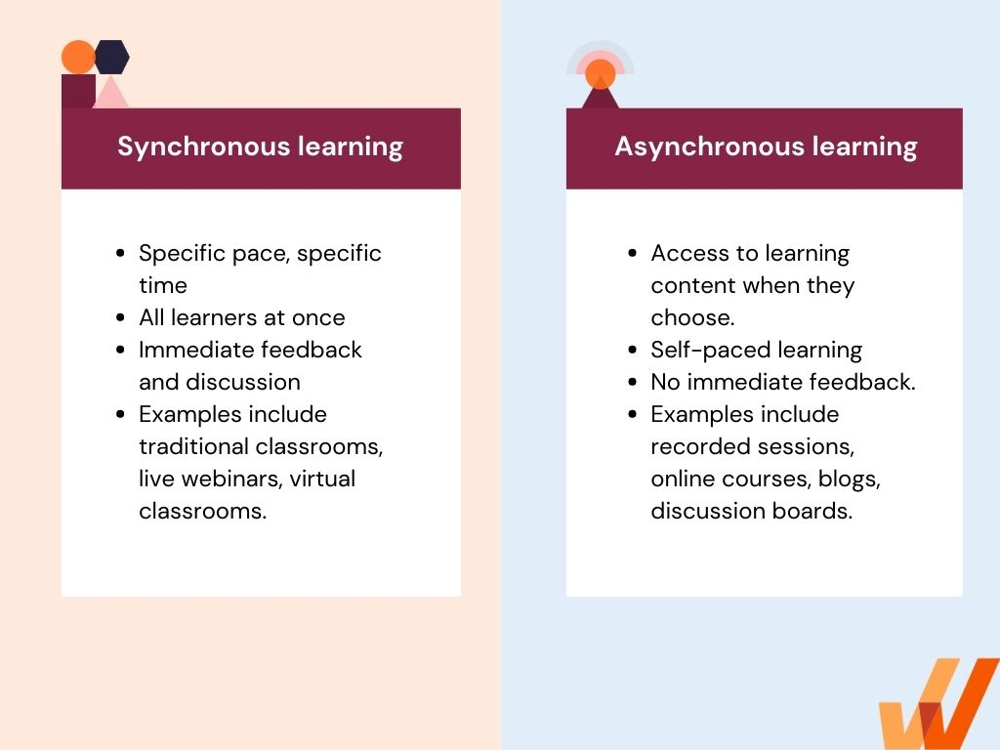 Synchronous learning
• Specific pace, specific
time
• All learners at once
• Immediate feedback
and discussion
• Examples include
traditional classrooms,
live webinars, virtual
classrooms.
Asynchronous learning
• Access to learning
content when they
choose.
• Self-paced learning
• No immediate feedback.
• Examples include
recorded sessions,
online courses, blogs,
discussion boards.